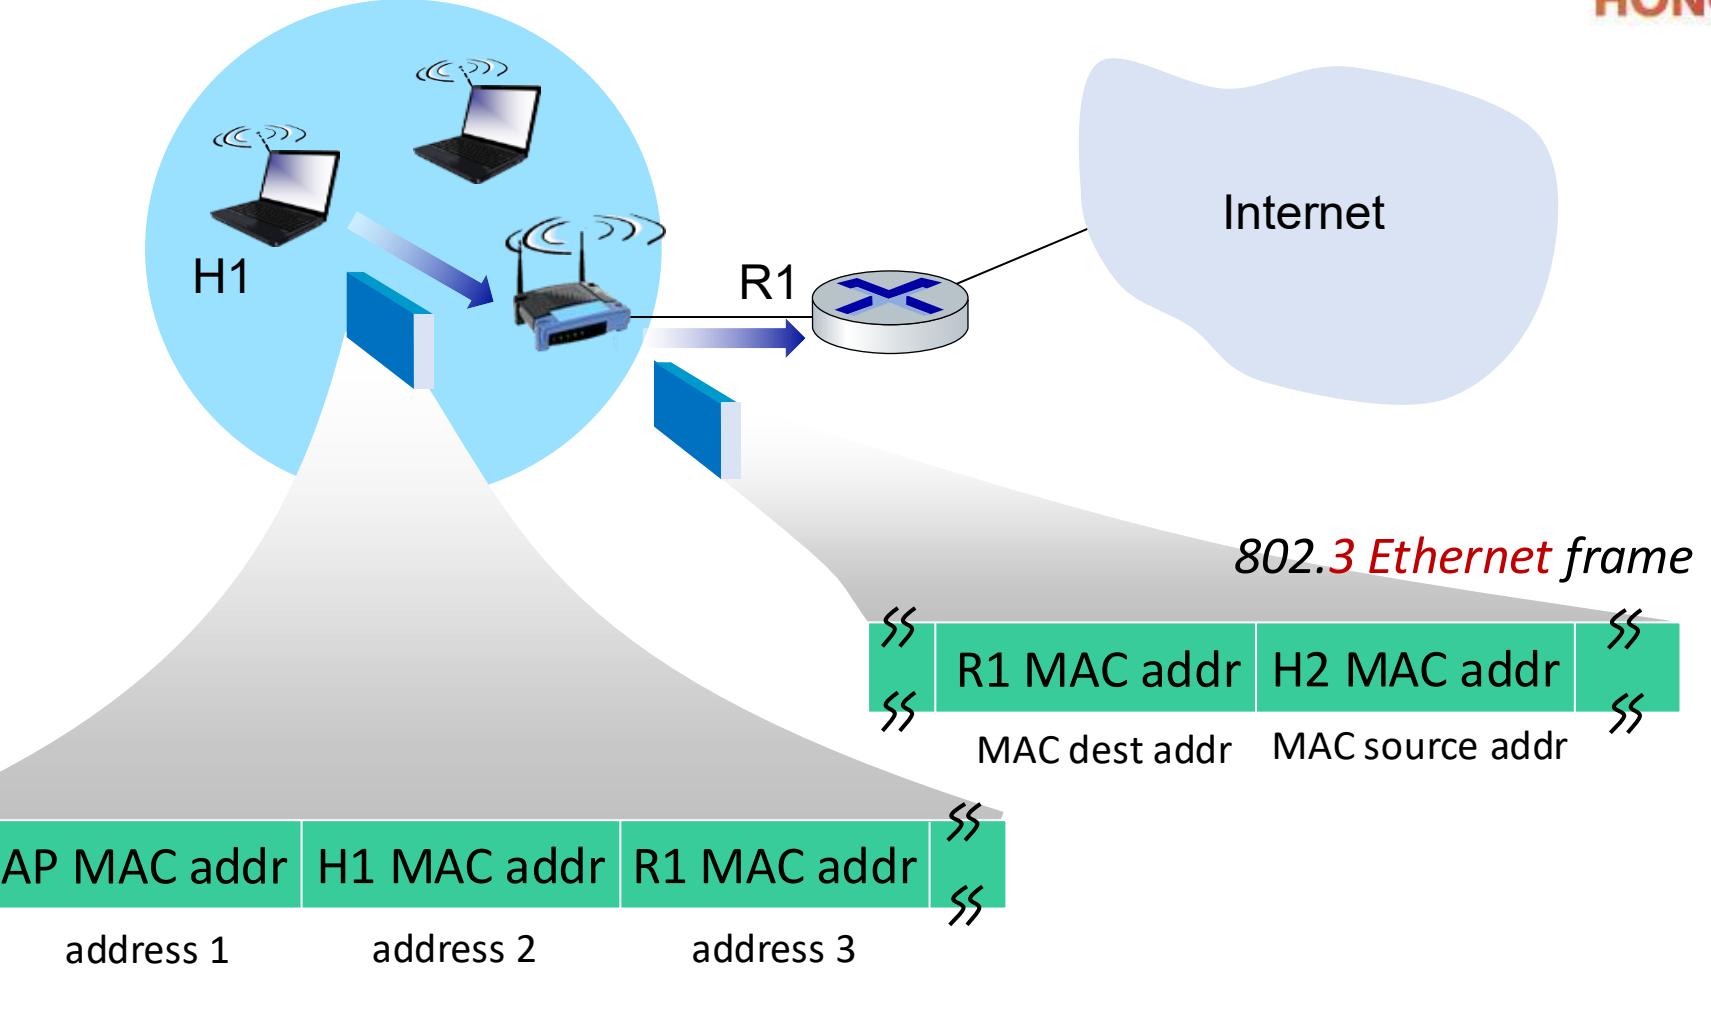 H1
R1
Internet
802.3 Ethernet frame
R1 MAC addr H2 MAC addr
MAC dest addr MAC source addr
AP MAC addr H1 MAC addr R1 MAC addr
address 1 address 2 address 3